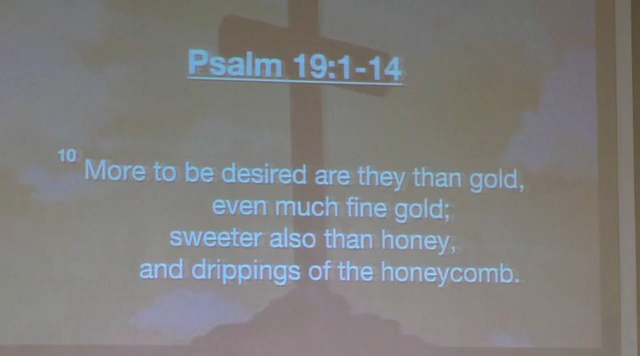 Psalm 19:1-14
10 More to be desired are they than gold,
even much fine gold;
sweeter also than honey,
and drippings of the honeycomb.